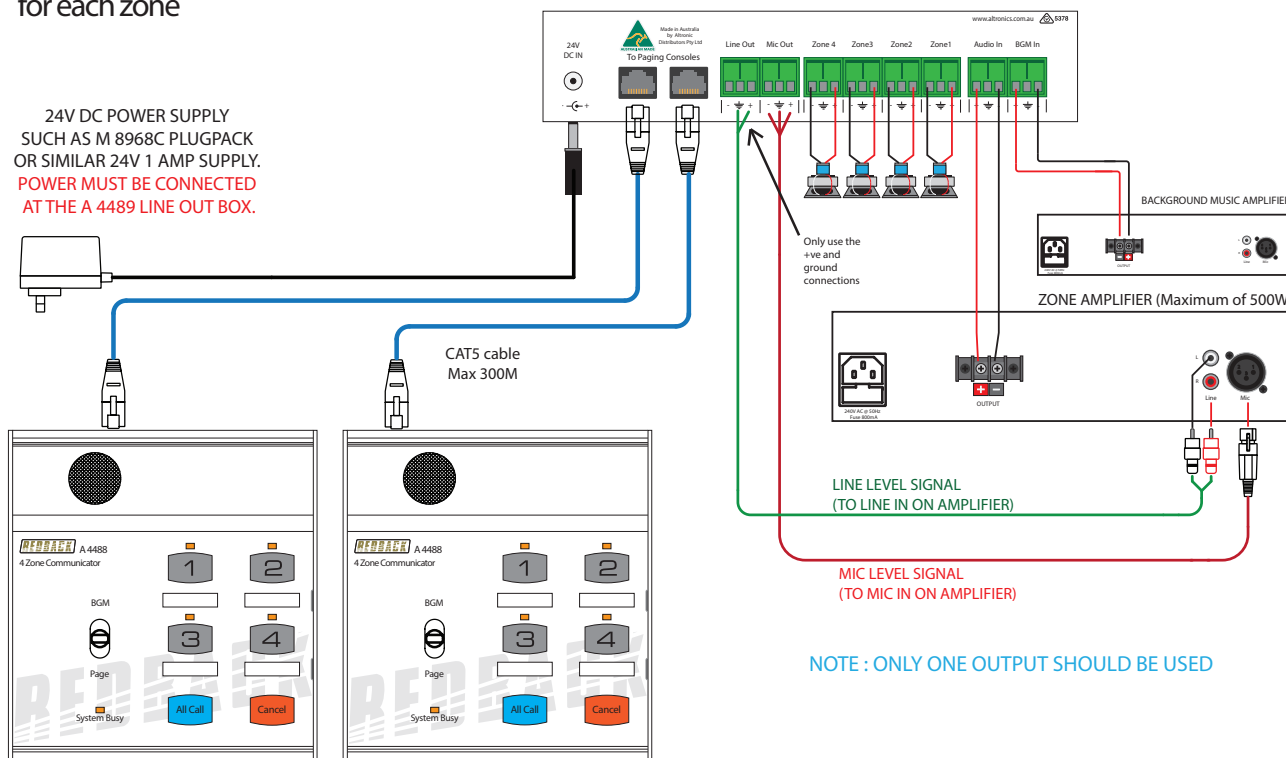 for each zone
www.altronics.com.au 5378
24V
DC IN
- +
AUSTRALIAN MADE
Made in Australia
by Altronic
Distributors Pty Ltd
To Paging Consoles
Line Out Mic Out Zone 4 Zone3 Zone2 Zone1 Audio In BGM In
24V DC POWER SUPPLY
SUCH AS M 8968C PLUGPACK
OR SIMILAR 24V 1 AMP SUPPLY.
POWER MUST BE CONNECTED
AT THE A 4489 LINE OUT BOX.
Only use the
+ve and
ground
connections
BACKGROUND MUSIC AMPLIFIER
OUTPUT
Line Mic
ZONE AMPLIFIER (Maximum of 500W
240V AC @ 50Hz
Fuse 800mA
+ -
OUTPUT
L
R
Line Mic
CAT5 cable
Max 300M
LINE LEVEL SIGNAL
(TO LINE IN ON AMPLIFIER)
MIC LEVEL SIGNAL
(TO MIC IN ON AMPLIFIER)
NOTE : ONLY ONE OUTPUT SHOULD BE USED
REDBACK A 4488
4 Zone Communicator
1 2
BGM
3 4
Page
REDBACK
System Busy
All Call Cancel
REDBACK A 4488
4 Zone Communicator
1 2
BGM
3 4
Page
REDBACK
System Busy
All Call Cancel